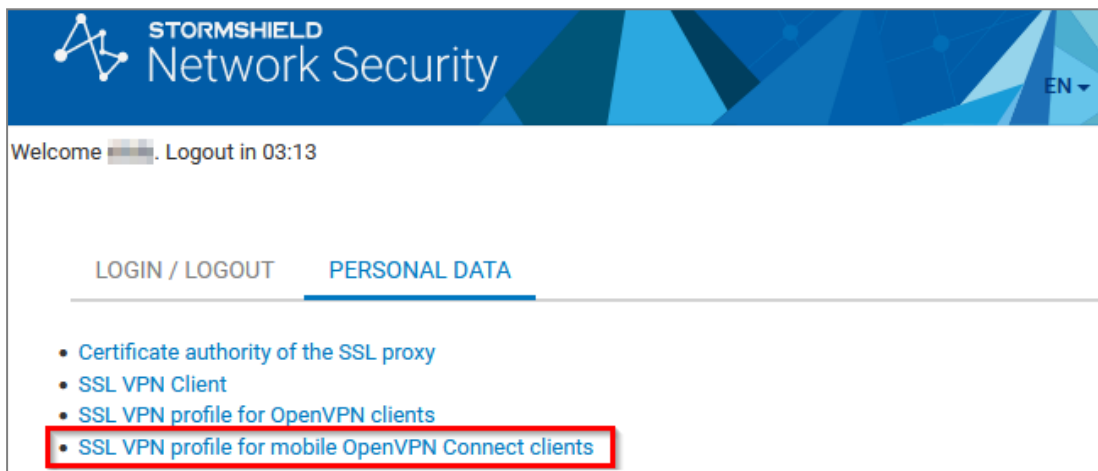 STORMSHIELD
Network Security
EN
Welcome . Logout in 03:13
LOGIN / LOGOUT PERSONAL DATA
• Certificate authority of the SSL proxy
• SSL VPN Client
• SSL VPN profile for OpenVPN clients
• SSL VPN profile for mobile OpenVPN Connect clients